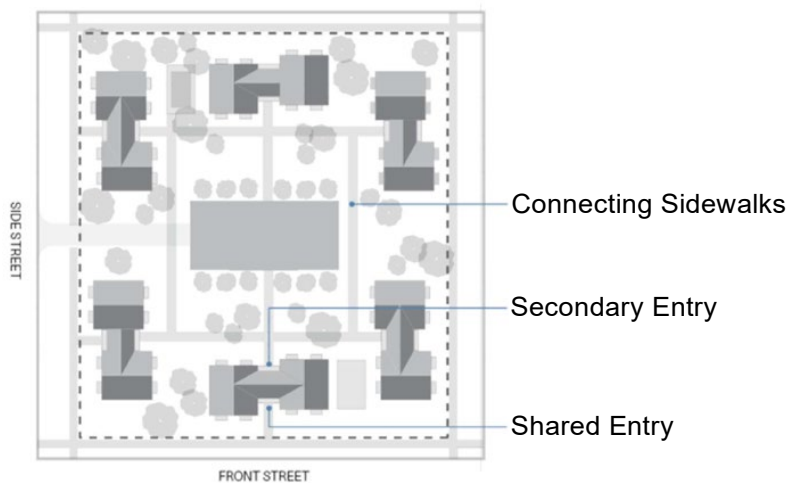 SIDE STREET
Connecting Sidewalks
Secondary Entry
Shared Entry
FRONT STREET